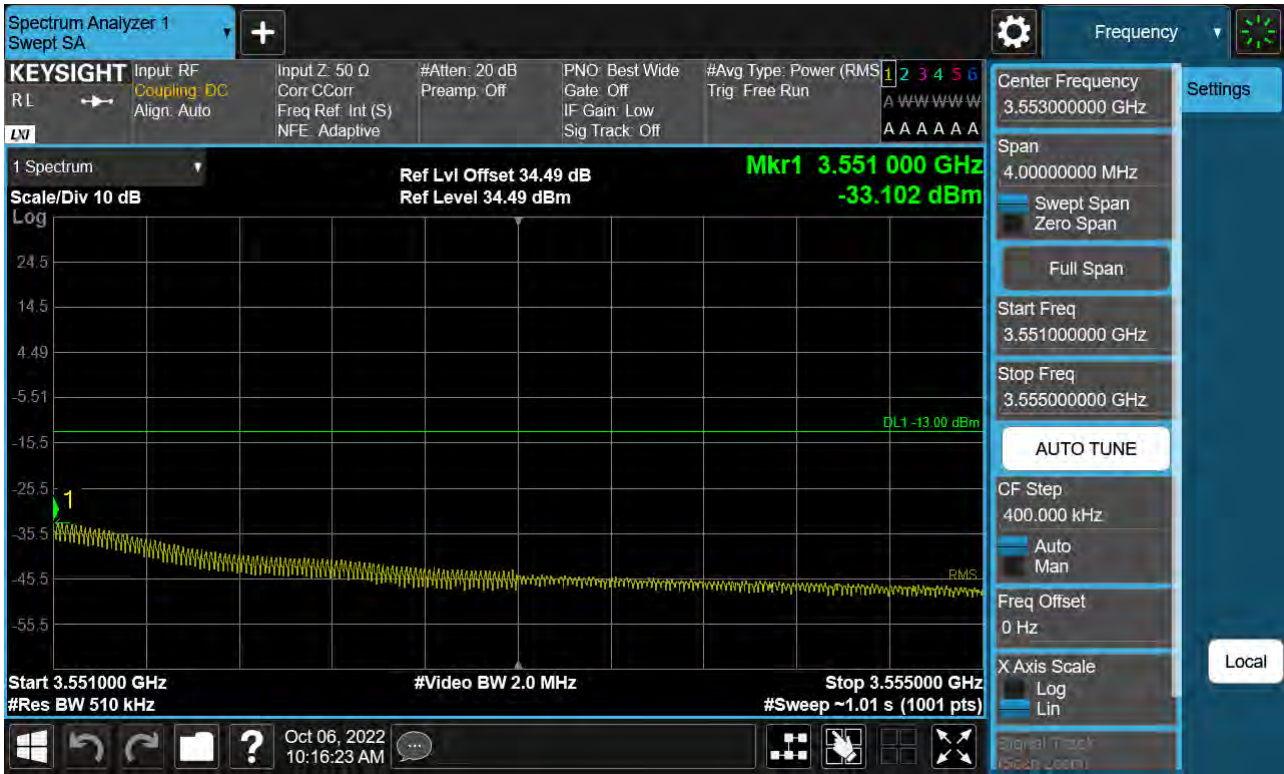 Spectrum Analyzer 1
Swept SA
+
Frequency
KEYSIGHT
RL
LXI
Input: RF
Coupling: DC
Align: Auto
Input Z: 50 Ω
Corr CCorr
Freq Ref: Int (S)
NFE: Adaptive
#Atten: 20 dB
Preamp: Off
PNO: Best Wide
Gate: Off
IF Gain: Low
Sig Track: Off
#Avg Type: Power (RMS
Trig: Free Run
1 2 3 4 5 6
A W W W W W
A A A A A A
1 Spectrum
Scale/Div 10 dB
Log
Ref Lvl Offset 34.49 dB
Ref Level 34.49 dBm
Mkr1 3.551 000 GHz
-33.102 dBm
24.5
14.5
4.49
-5.51
-15.5
-25.5
-35.5
-45.5
-55.5
DL1 -13.00 dBm
1
RMS
Start 3.551000 GHz
#Res BW 510 kHz
#Video BW 2.0 MHz
Stop 3.555000 GHz
#Sweep ~1.01 s (1001 pts)
Center Frequency
3.553000000 GHz
Span
4.00000000 MHz
Swept Span
Zero Span
Full Span
Start Freq
3.551000000 GHz
Stop Freq
3.555000000 GHz
AUTO TUNE
CF Step
400.000 kHz
Auto
Man
Freq Offset
0 Hz
X Axis Scale
Log
Lin
Signal Track
(Span Zoom)
Settings
Local
?
Oct 06, 2022
10:16:23 AM